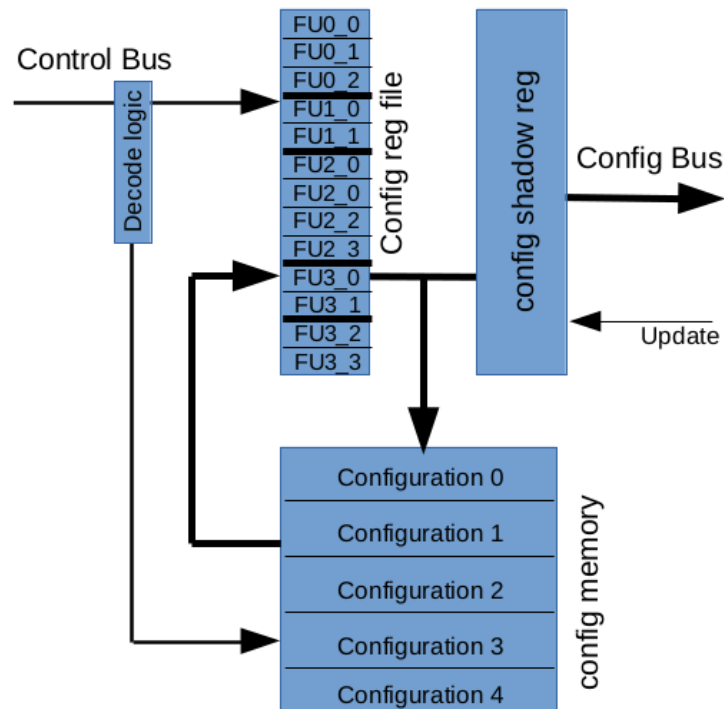 Control Bus
Decode logic
FU0_0
FU0_1
FU0_2
FU1_0
FU1_1
FU2_0
FU2_0
FU2_2
FU2_3
FU3_0
FU3_1
FU3_2
FU3_3
Config reg file
config shadow reg
Config Bus
Update
Configuration 0
Configuration 1
Configuration 2
Configuration 3
Configuration 4
config memory